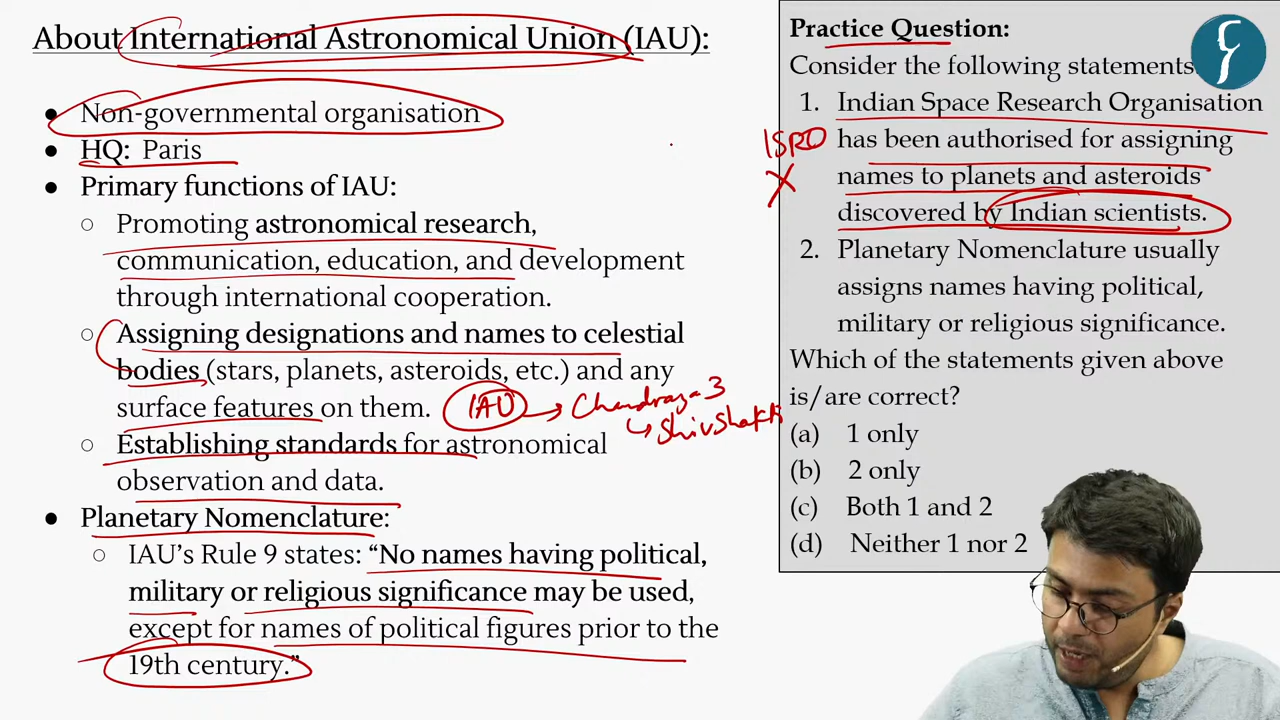 About International Astronomical Union (IAU):
● Non-governmental organisation
● HQ: Paris
● Primary functions of IAU:
○ Promoting astronomical research,
communication, education, and development
through international cooperation.
○ Assigning designations and names to celestial
bodies (stars, planets, asteroids, etc.) and any
surface features on them.
IAU → Chandraya-3
↳ ShivShakti
○ Establishing standards for astronomical
observation and data.
● Planetary Nomenclature:
○ IAU's Rule 9 states: “No names having political,
military or religious significance may be used,
except for names of political figures prior to the
19th century.”
Practice Question:
Consider the following statements
1. Indian Space Research Organisation
has been authorised for assigning
names to planets and asteroids
discovered by Indian scientists.
ISRO
X
2. Planetary Nomenclature usually
assigns names having political,
military or religious significance.
Which of the statements given above
is/are correct?
(a) 1 only
(b) 2 only
(c) Both 1 and 2
(d) Neither 1 nor 2